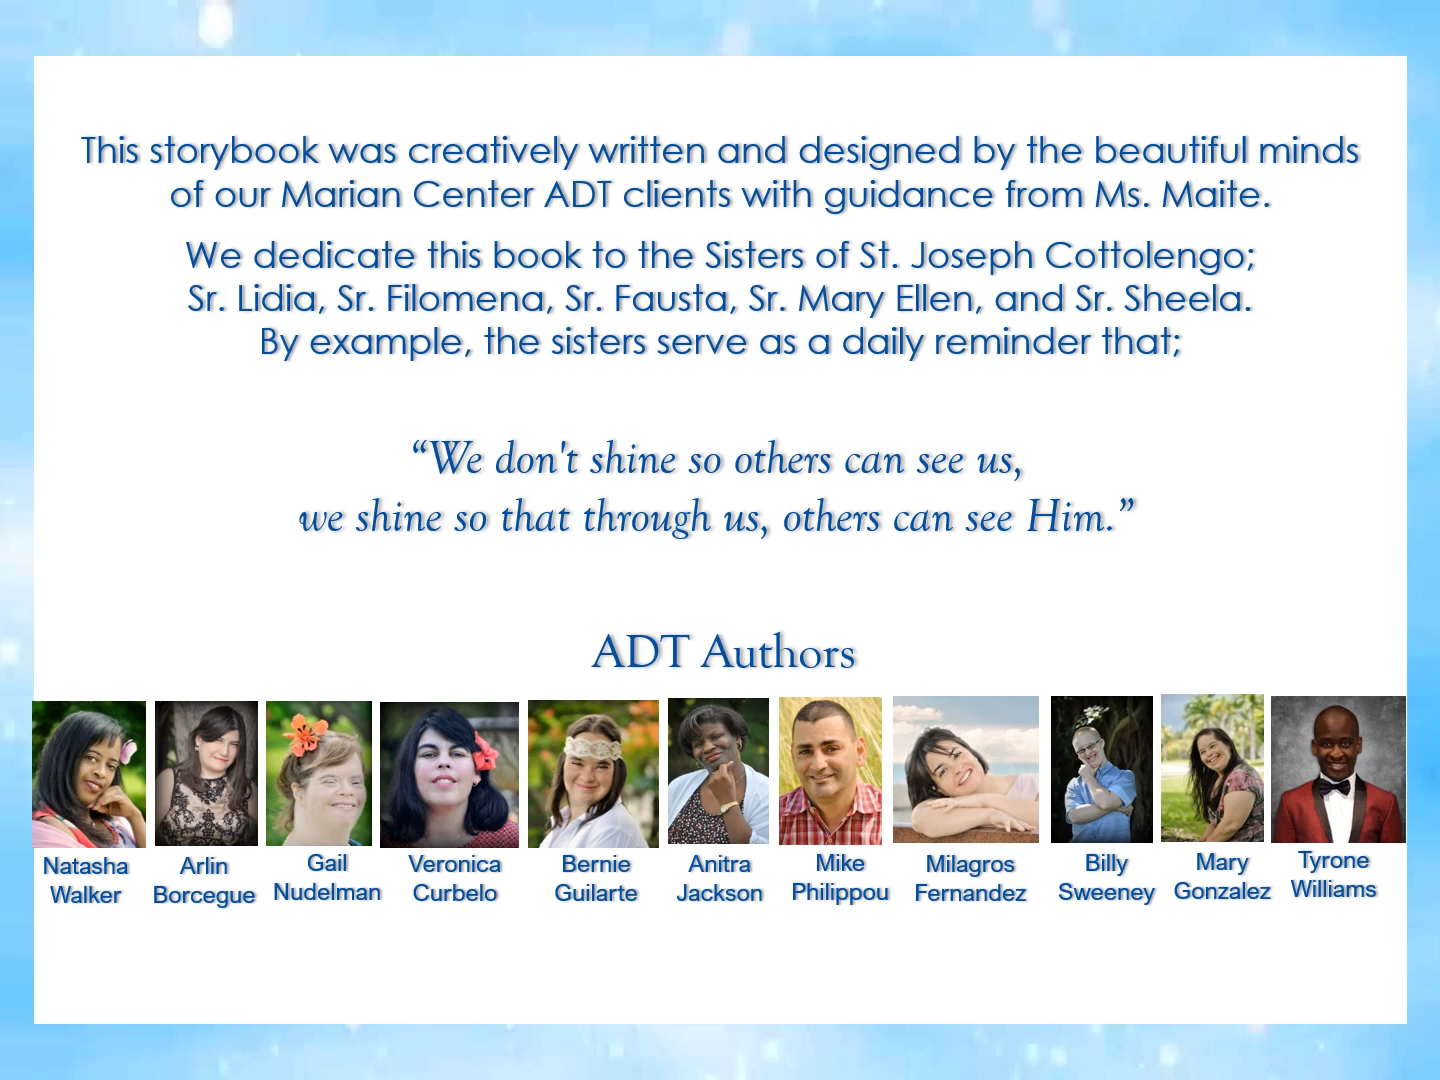 This storybook was creatively written and designed by the beautiful minds
of our Marian Center ADT clients with guidance from Ms. Maite.
We dedicate this book to the Sisters of St. Joseph Cottolengo;
Sr. Lidia, Sr. Filomena, Sr. Fausta, Sr. Mary Ellen, and Sr. Sheela.
By example, the sisters serve as a daily reminder that;
“We don't shine so others can see us,
we shine so that through us, others can see Him.”
ADT Authors
Natasha
Walker
Arlin
Borcegue
Gail
Nudelman
Veronica
Curbelo
Bernie
Guilarte
Anitra
Jackson
Mike
Philippou
Milagros
Fernandez
Billy
Sweeney
Mary
Gonzalez
Tyrone
Williams